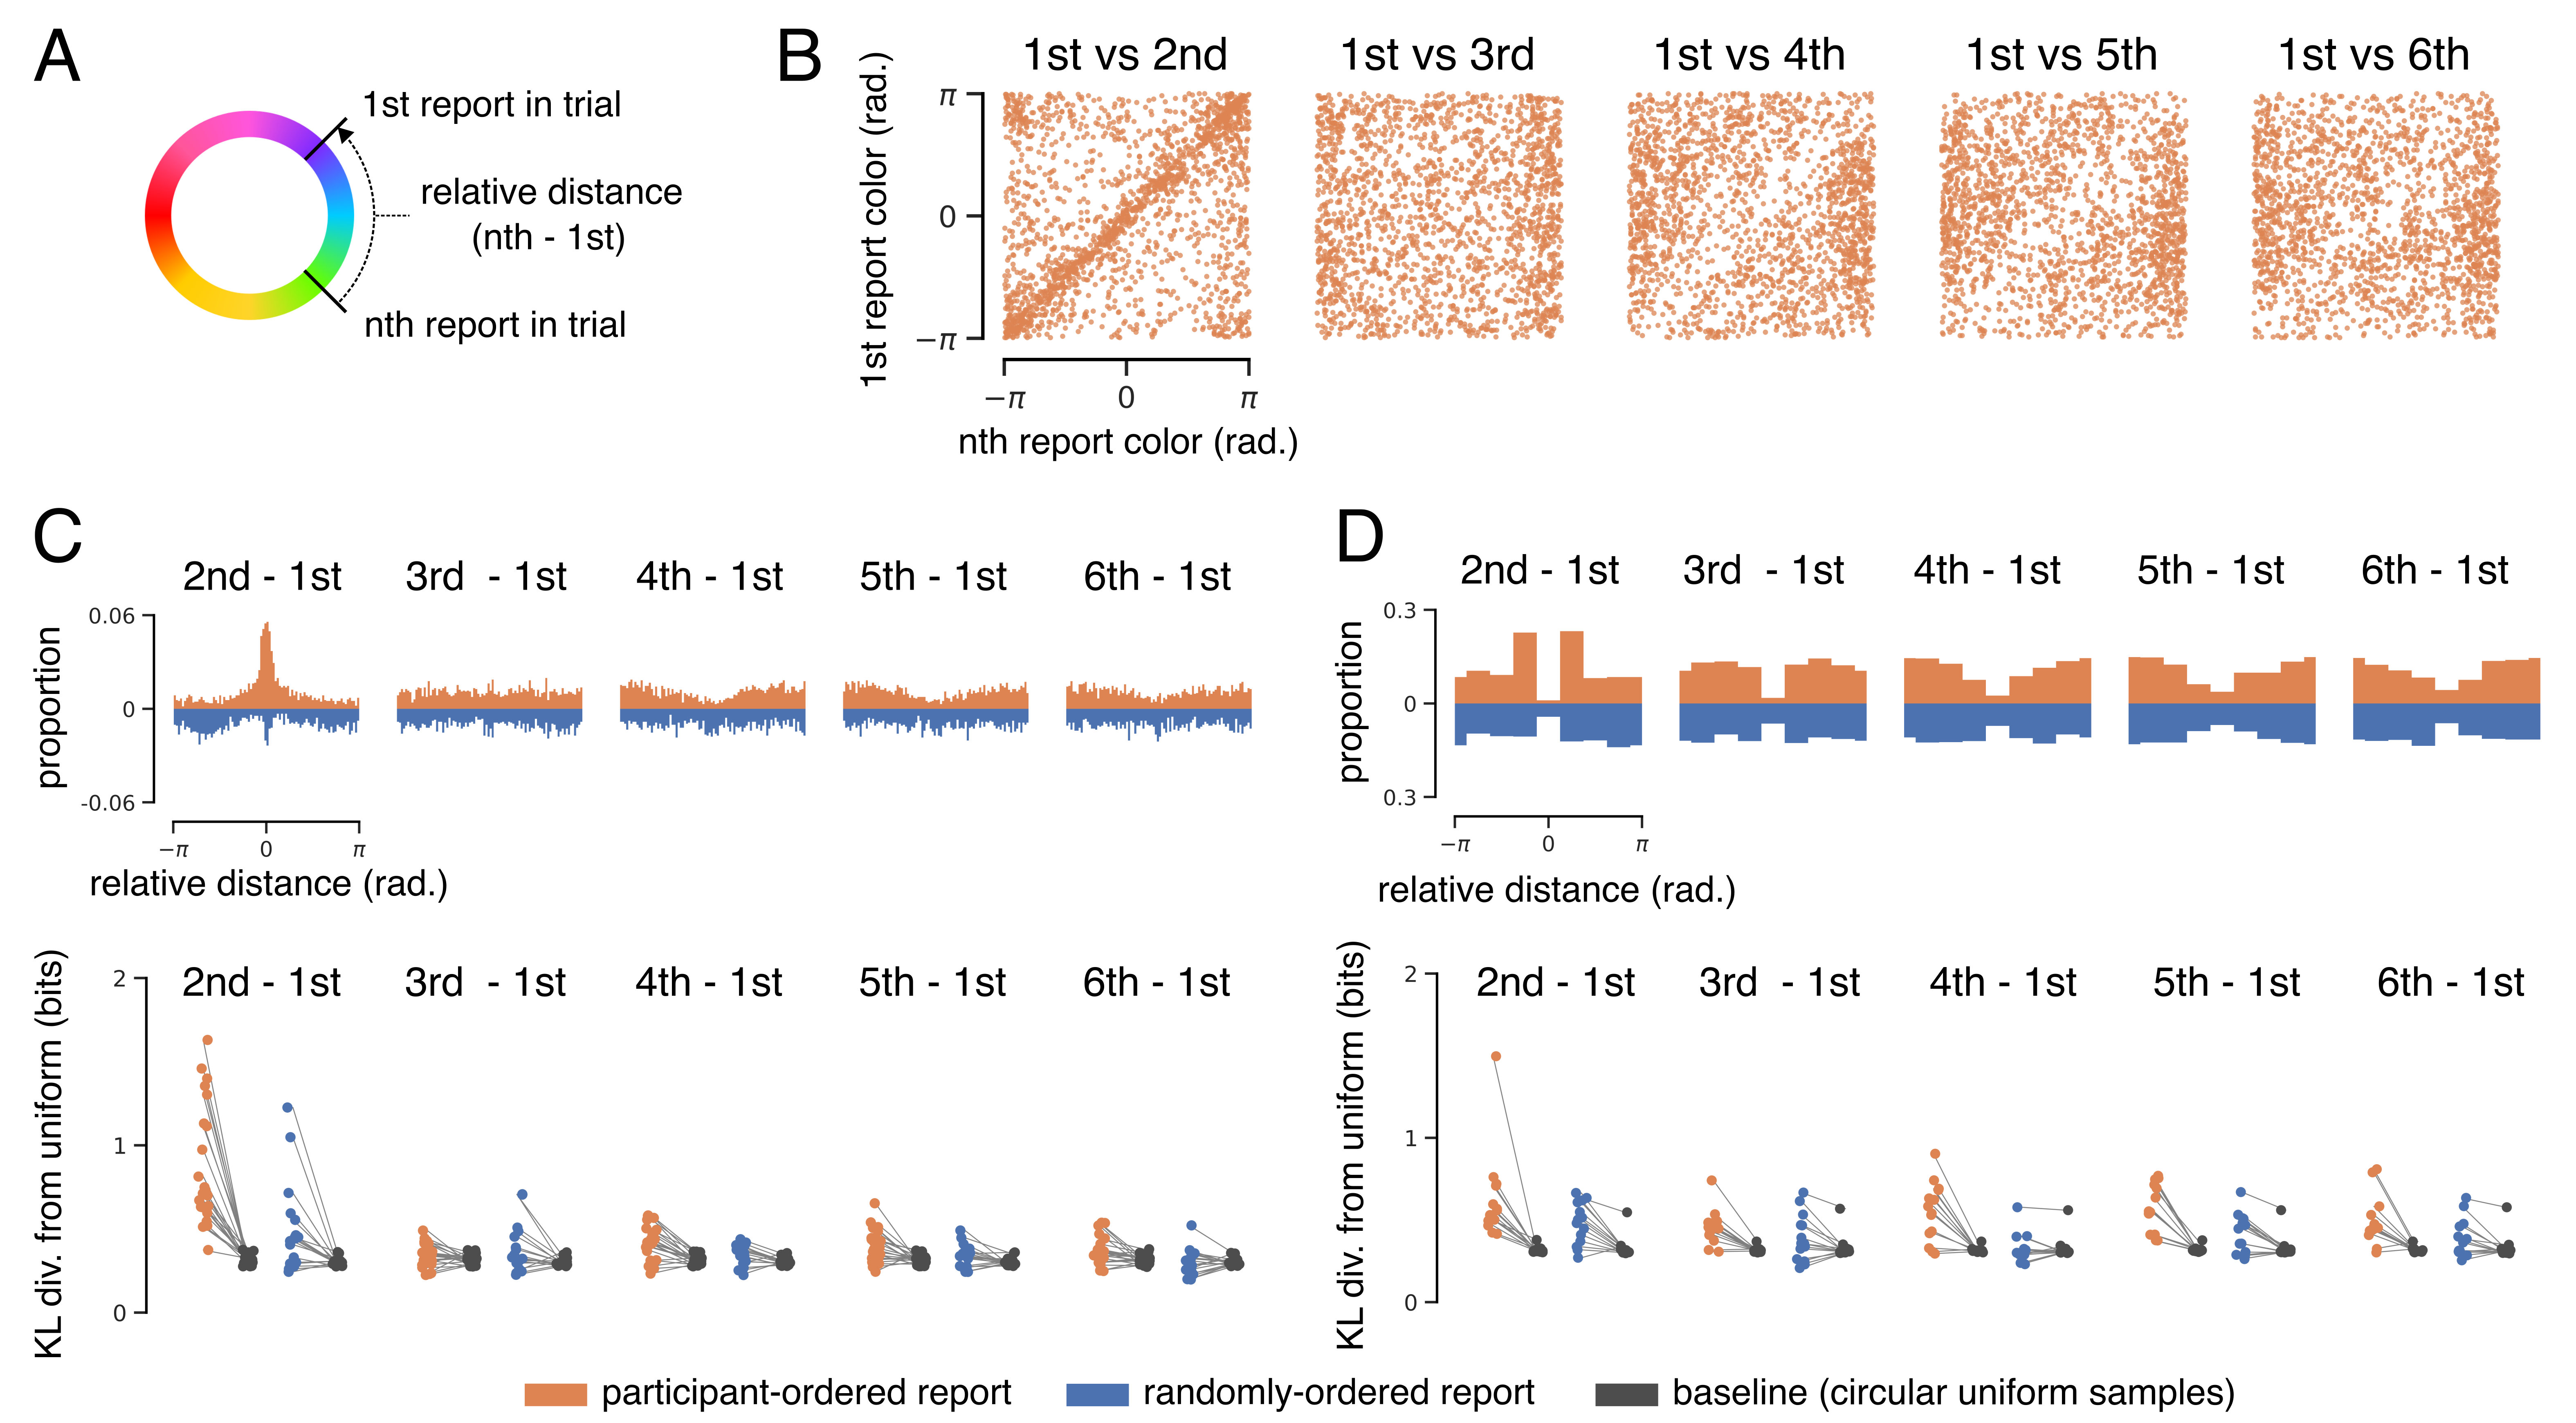 A
1st report in trial
relative distance
(nth - 1st)
nth report in trial
B
1st vs 2nd
1st vs 3rd
1st vs 4th
1st vs 5th
1st vs 6th
1st report color (rad.)
π
0
−π
−π
0
π
nth report color (rad.)
C
2nd - 1st
3rd - 1st
4th - 1st
5th - 1st
6th - 1st
proportion
0.06
0
-0.06
−π
0
π
relative distance (rad.)
KL div. from uniform (bits)
2
1
0
2nd - 1st
3rd - 1st
4th - 1st
5th - 1st
6th - 1st
D
2nd - 1st
3rd - 1st
4th - 1st
5th - 1st
6th - 1st
proportion
0.3
0
0.3
−π
0
π
relative distance (rad.)
KL div. from uniform (bits)
2
1
0
2nd - 1st
3rd - 1st
4th - 1st
5th - 1st
6th - 1st
participant-ordered report
randomly-ordered report
baseline (circular uniform samples)